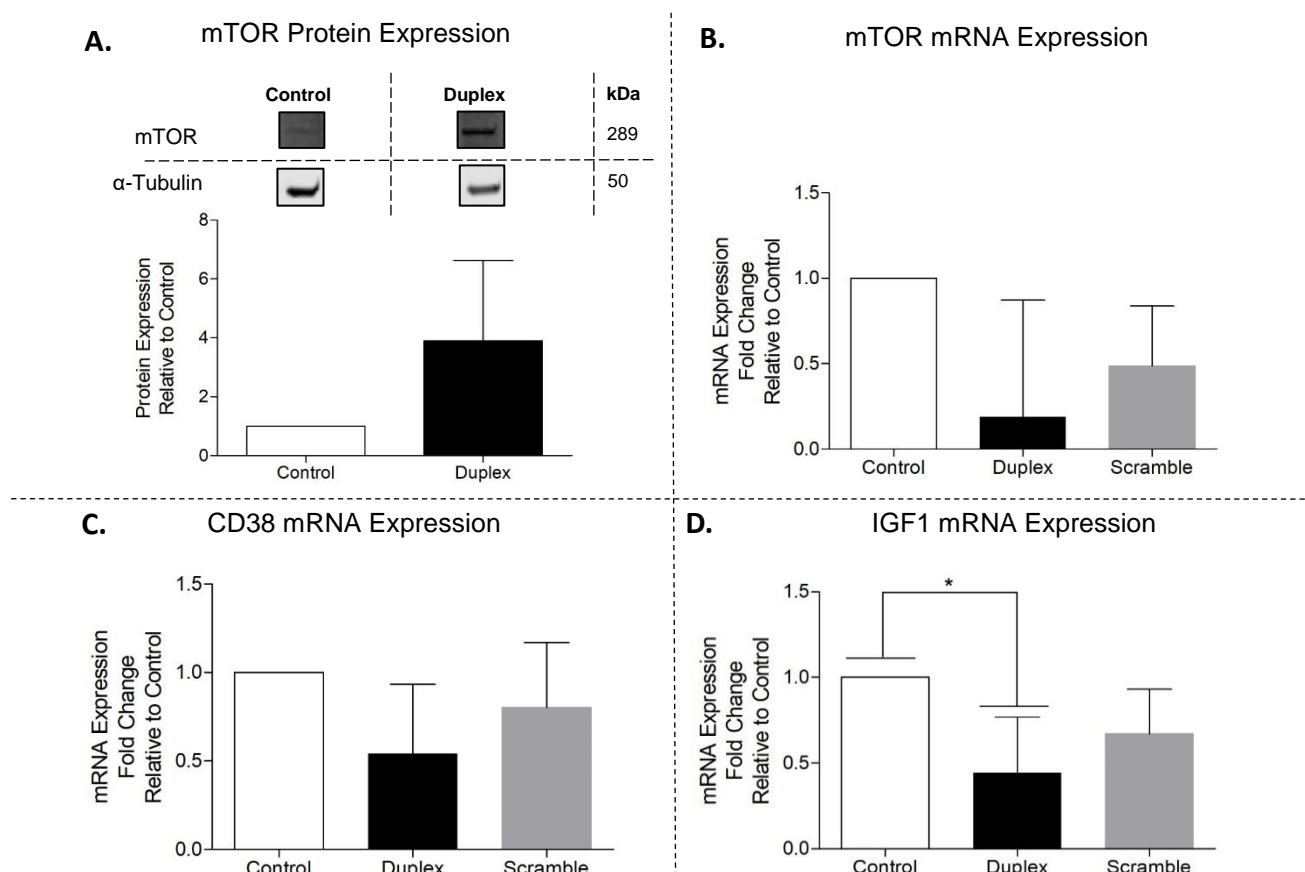 A.
mTOR Protein Expression
Control Duplex kDa
mTOR 289
α-Tubulin 50
Protein Expression
Relative to Control
8
6
4
2
0
Control Duplex
B.
mTOR mRNA Expression
mRNA Expression
Fold Change
Relative to Control
1.5
1.0
0.5
0.0
Control Duplex Scramble
C.
CD38 mRNA Expression
mRNA Expression
Fold Change
Relative to Control
1.5
1.0
0.5
0.0
Control Duplex Scramble
D.
IGF1 mRNA Expression
mRNA Expression
Fold Change
Relative to Control
1.5
1.0
0.5
0.0
*
Control Duplex Scramble